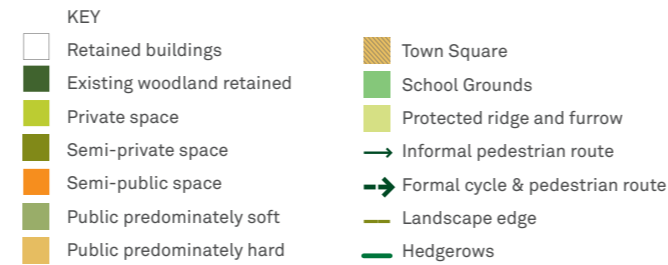 KEY
Retained buildings
Existing woodland retained
Private space
Semi-private space
Semi-public space
Public predominately soft
Public predominately hard
Town Square
School Grounds
Protected ridge and furrow
Informal pedestrian route
Formal cycle & pedestrian route
Landscape edge
Hedgerows